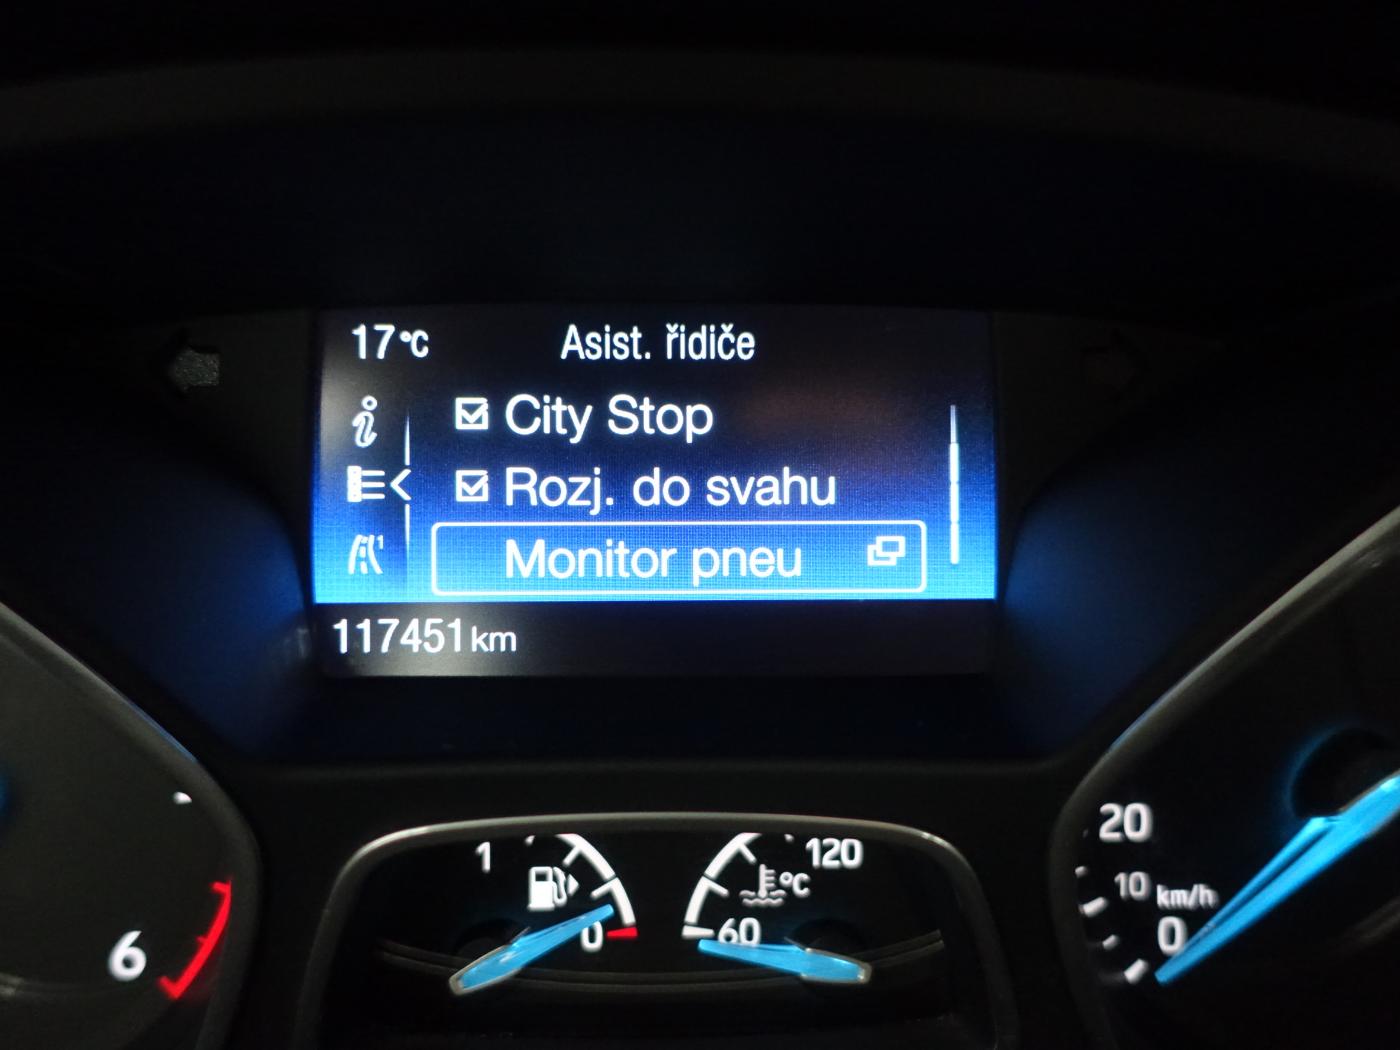 17°C Asist. řidiče
City Stop
Rozj. do svahu
1 Monitor pneu
117451 km
1 0
120 °C 60
20
10 km/h
0
6